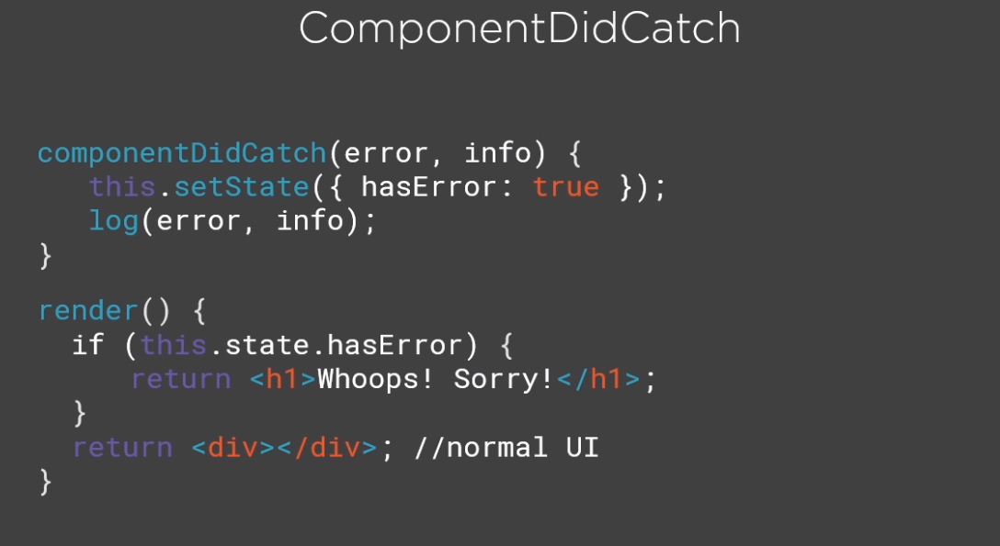 ComponentDidCatch
componentDidCatch(error, info) {
this.setState({ hasError: true });
log(error, info);
}
render() {
if (this.state.hasError) {
return <h1>Whoops! Sorry!</h1>;
}
return <div></div>; //normal UI
}